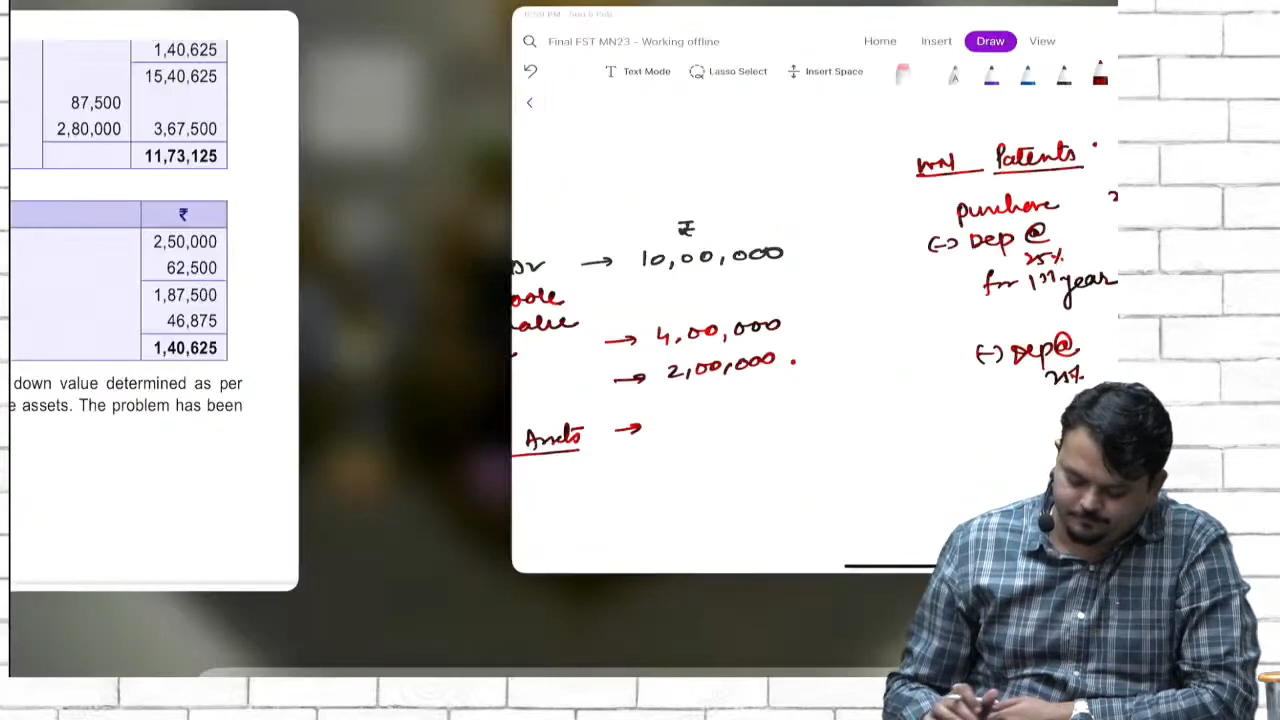 1,40,625
15,40,625
87,500
2,80,000 3,67,500
11,73,125
₹
2,50,000
62,500
1,87,500
46,875
1,40,625
down value determined as per
e assets. The problem has been
Final FST MN23 - Working offline
Home Insert Draw View
Text Mode Lasso Select Insert Space
₹
→ 10,00,000
→ 4,00,000
→ 2,00,000
Assets →
WN Patents
purchase
(-) Dep @
25%
for 1st year
(-) Dep @
25%